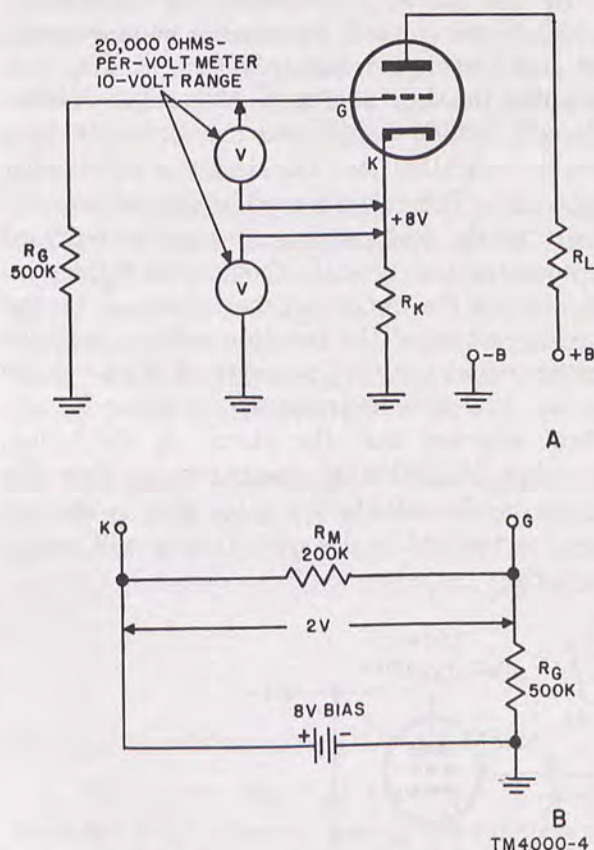 20,000 OHMS-
PER-VOLT METER
10-VOLT RANGE
G
V
K
+8V
RG
500K
V
RK
RL
-B
+B
A
K
G
RM
200K
2V
RG
500K
8V BIAS
+
-
B
TM4000-4